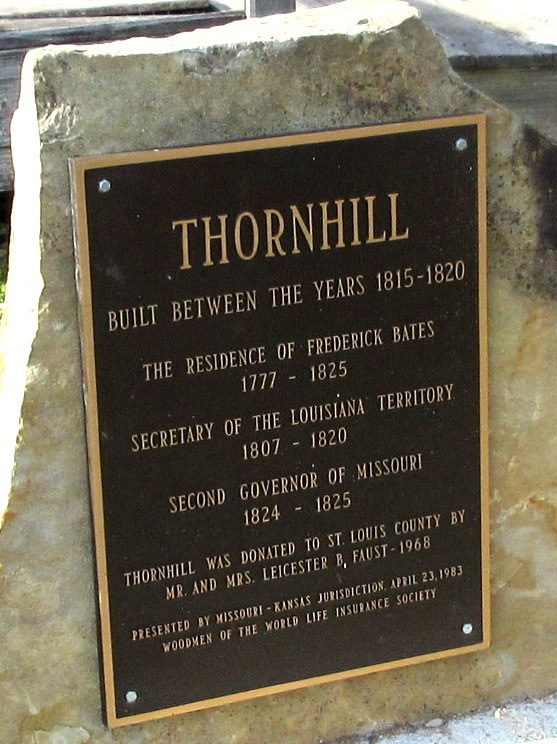 THORNHILL
BUILT BETWEEN THE YEARS 1815-1820
THE RESIDENCE OF FREDERICK BATES
1777 - 1825
SECRETARY OF THE LOUISIANA TERRITORY
1807 - 1820
SECOND GOVERNOR OF MISSOURI
1824 - 1825
THORNHILL WAS DONATED TO ST. LOUIS COUNTY BY
MR. AND MRS. LEICESTER B. FAUST - 1968
PRESENTED BY MISSOURI - KANSAS JURISDICTION, APRIL 23, 1983
WOODMEN OF THE WORLD LIFE INSURANCE SOCIETY